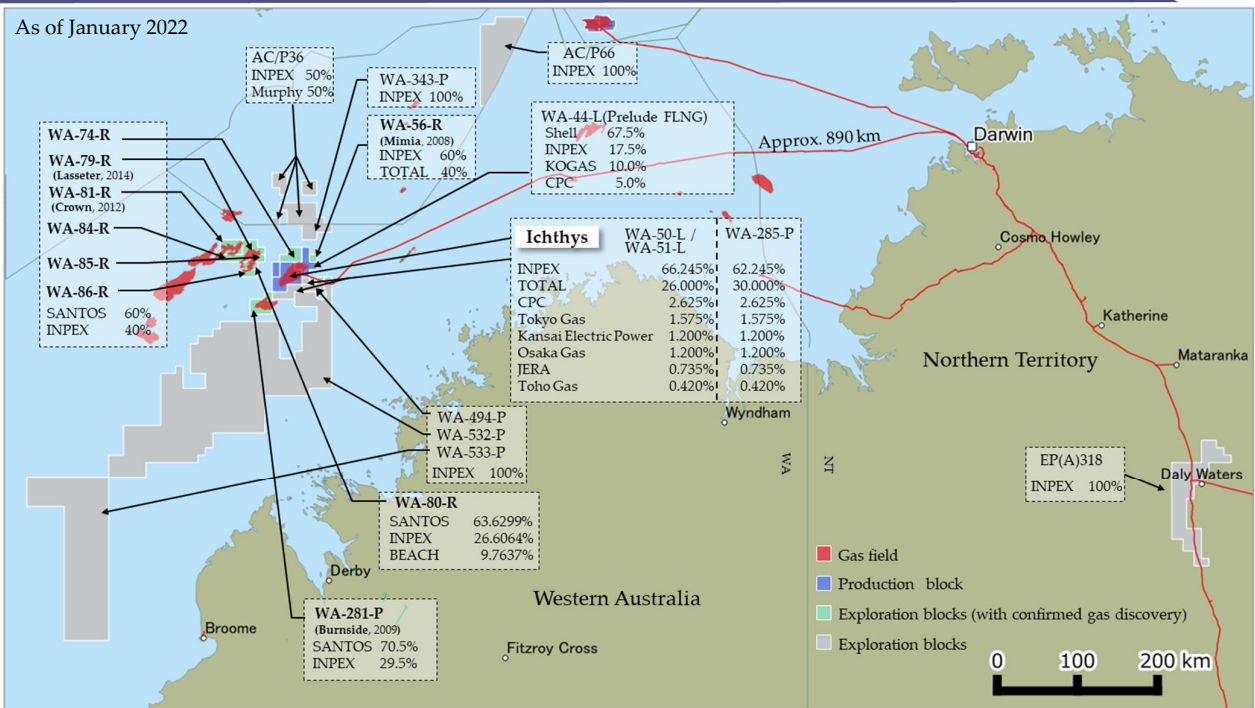 As of January 2022
AC/P36
INPEX 50%
Murphy 50%
WA-343-P
INPEX 100%
WA-56-R
(Mimia, 2008)
INPEX 60%
TOTAL 40%
AC/P66
INPEX 100%
WA-44-L(Prelude FLNG)
Shell 67.5%
INPEX 17.5%
KOGAS 10.0%
CPC 5.0%
Approx. 890 km
Darwin
WA-74-R
WA-79-R
(Lasseter, 2014)
WA-81-R
(Crown, 2012)
WA-84-R
WA-85-R
WA-86-R
SANTOS 60%
INPEX 40%
Ichthys WA-50-L / WA-285-P
WA-51-L
INPEX 66.245% 62.245%
TOTAL 26.000% 30.000%
CPC 2.625% 2.625%
Tokyo Gas 1.575% 1.575%
Kansai Electric Power 1.200% 1.200%
Osaka Gas 1.200% 1.200%
JERA 0.735% 0.735%
Toho Gas 0.420% 0.420%
Cosmo Howley
Katherine
Mataranka
Northern Territory
Wyndham
WA NT
WA-494-P
WA-532-P
WA-533-P
INPEX 100%
EP(A)318
INPEX 100%
Daly Waters
WA-80-R
SANTOS 63.6299%
INPEX 26.6064%
BEACH 9.7637%
Derby
Western Australia
WA-281-P
(Burnside, 2009)
SANTOS 70.5%
INPEX 29.5%
Broome
Fitzroy Cross
Gas field
Production block
Exploration blocks (with confirmed gas discovery)
Exploration blocks
0 100 200 km